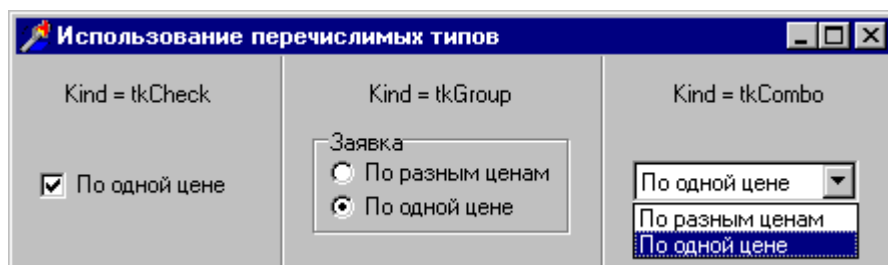 Использование перечислимых типов
Kind = tkCheck
По одной цене
Kind = tkGroup
Заявка
По разным ценам
По одной цене
Kind = tkCombo
По одной цене
По разным ценам
По одной цене